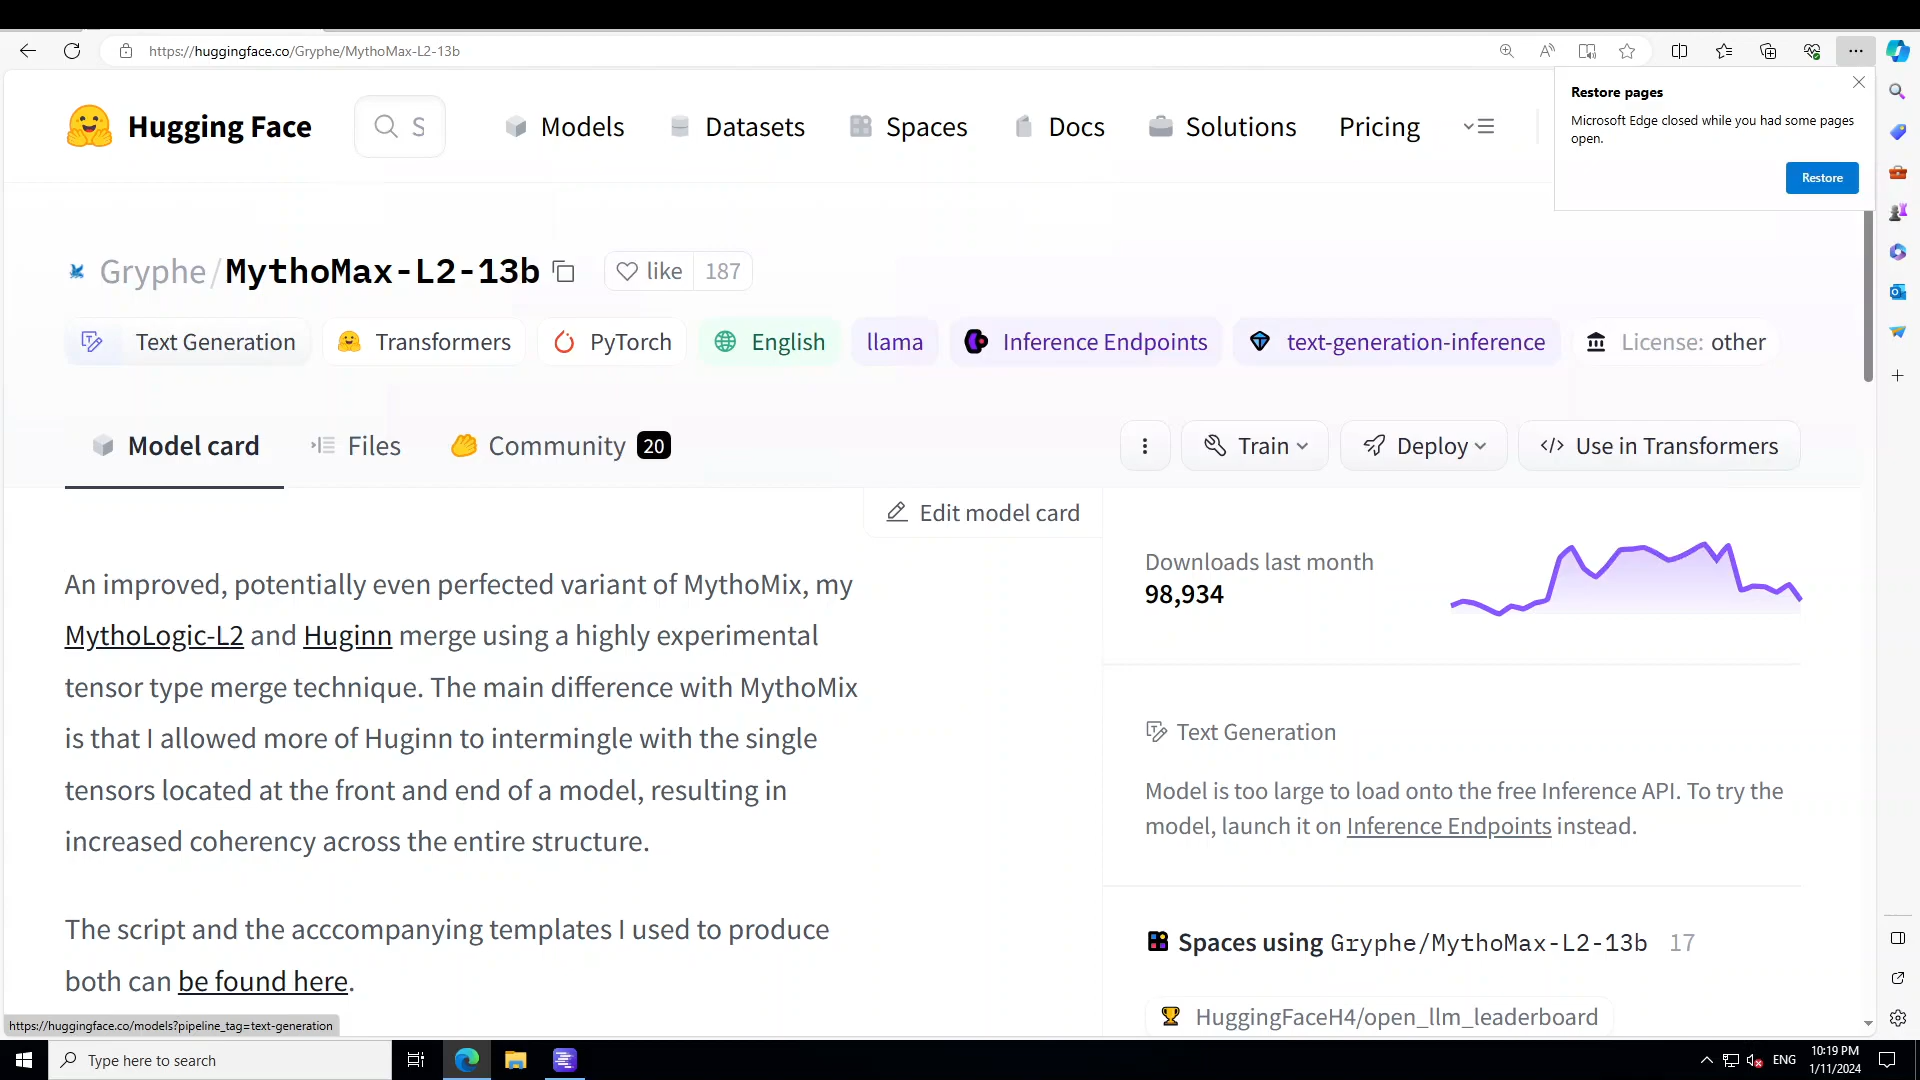 https://huggingface.co/Gryphe/MythoMax-L2-13b
Restore pages
Microsoft Edge closed while you had some pages
open.
Restore
Hugging Face
S
Models
Datasets
Spaces
Docs
Solutions
Pricing
Gryphe/MythoMax-L2-13b
like 187
Text Generation
Transformers
PyTorch
English
llama
Inference Endpoints
text-generation-inference
License: other
Model card
Files
Community 20
Train
Deploy
Use in Transformers
Edit model card
An improved, potentially even perfected variant of MythoMix, my
MythoLogic-L2 and Huginn merge using a highly experimental
tensor type merge technique. The main difference with MythoMix
is that I allowed more of Huginn to intermingle with the single
tensors located at the front and end of a model, resulting in
increased coherency across the entire structure.
The script and the acccompanying templates I used to produce
both can be found here.
Downloads last month
98,934
Text Generation
Model is too large to load onto the free Inference API. To try the
model, launch it on Inference Endpoints instead.
Spaces using Gryphe/MythoMax-L2-13b 17
HuggingFaceH4/open_llm_leaderboard
https://huggingface.co/models?pipeline_tag=text-generation
Type here to search
ENG
10:19 PM
1/11/2024